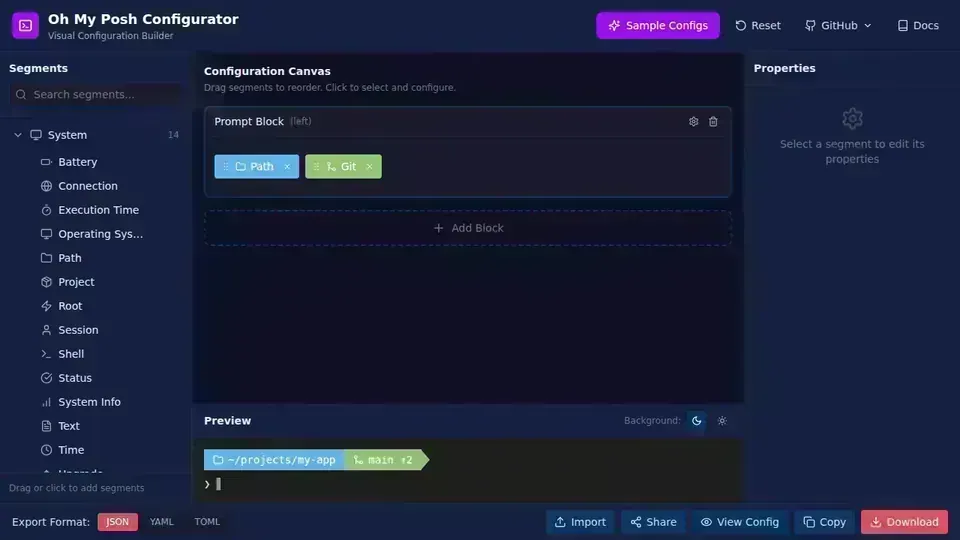 Oh My Posh Configurator
Visual Configuration Builder
Sample Configs
Reset
GitHub
Docs
Segments
Search segments...
System 14
Battery
Connection
Execution Time
Operating Sys...
Path
Project
Root
Session
Shell
Status
System Info
Text
Time
Upgrade
Drag or click to add segments
Configuration Canvas
Drag segments to reorder. Click to select and configure.
Prompt Block (left)
Path ×
Git ×
+ Add Block
Preview
Background:
~/projects/my-app main ↑2
❯
Properties
Select a segment to edit its
properties
Export Format: JSON YAML TOML
Import
Share
View Config
Copy
Download